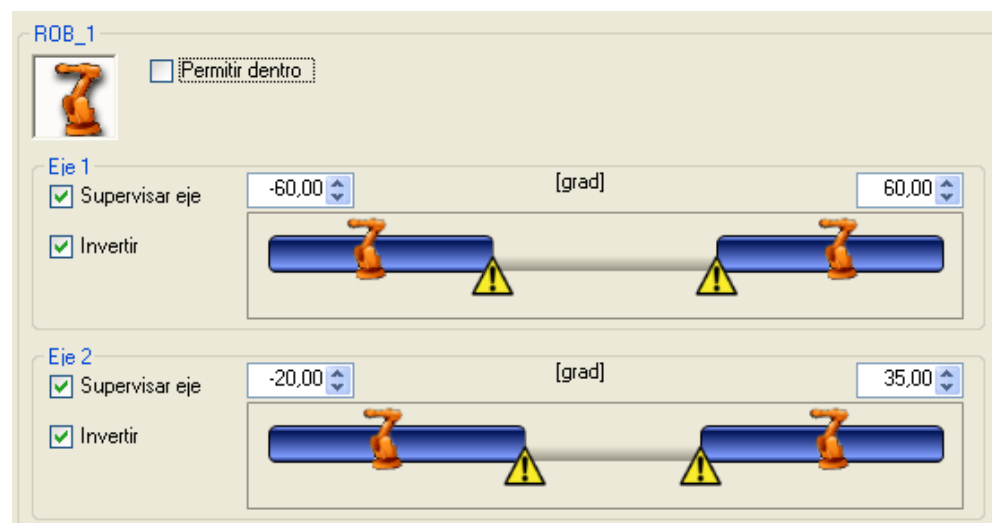 ROB_1
Permitir dentro
Eje 1
Supervisar eje
-60,00
[grad]
60,00
Invertir
Eje 2
Supervisar eje
-20,00
[grad]
35,00
Invertir